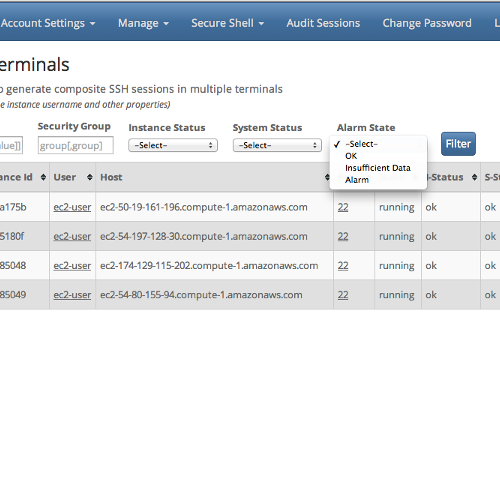 Account Settings Manage Secure Shell Audit Sessions Change Password L
erminals
o generate composite SSH sessions in multiple terminals
e instance username and other properties)
Security Group Instance Status System Status Alarm State
alue]] group[,group] -Select- -Select- -Select- Filter
OK
Insufficient Data
Alarm
ance Id User Host -Status S-St
a175b ec2-user ec2-50-19-161-196.compute-1.amazonaws.com 22 running ok ok
5180f ec2-user ec2-54-197-128-30.compute-1.amazonaws.com 22 running ok ok
85048 ec2-user ec2-174-129-115-202.compute-1.amazonaws.com 22 running ok ok
85049 ec2-user ec2-54-80-155-94.compute-1.amazonaws.com 22 running ok ok